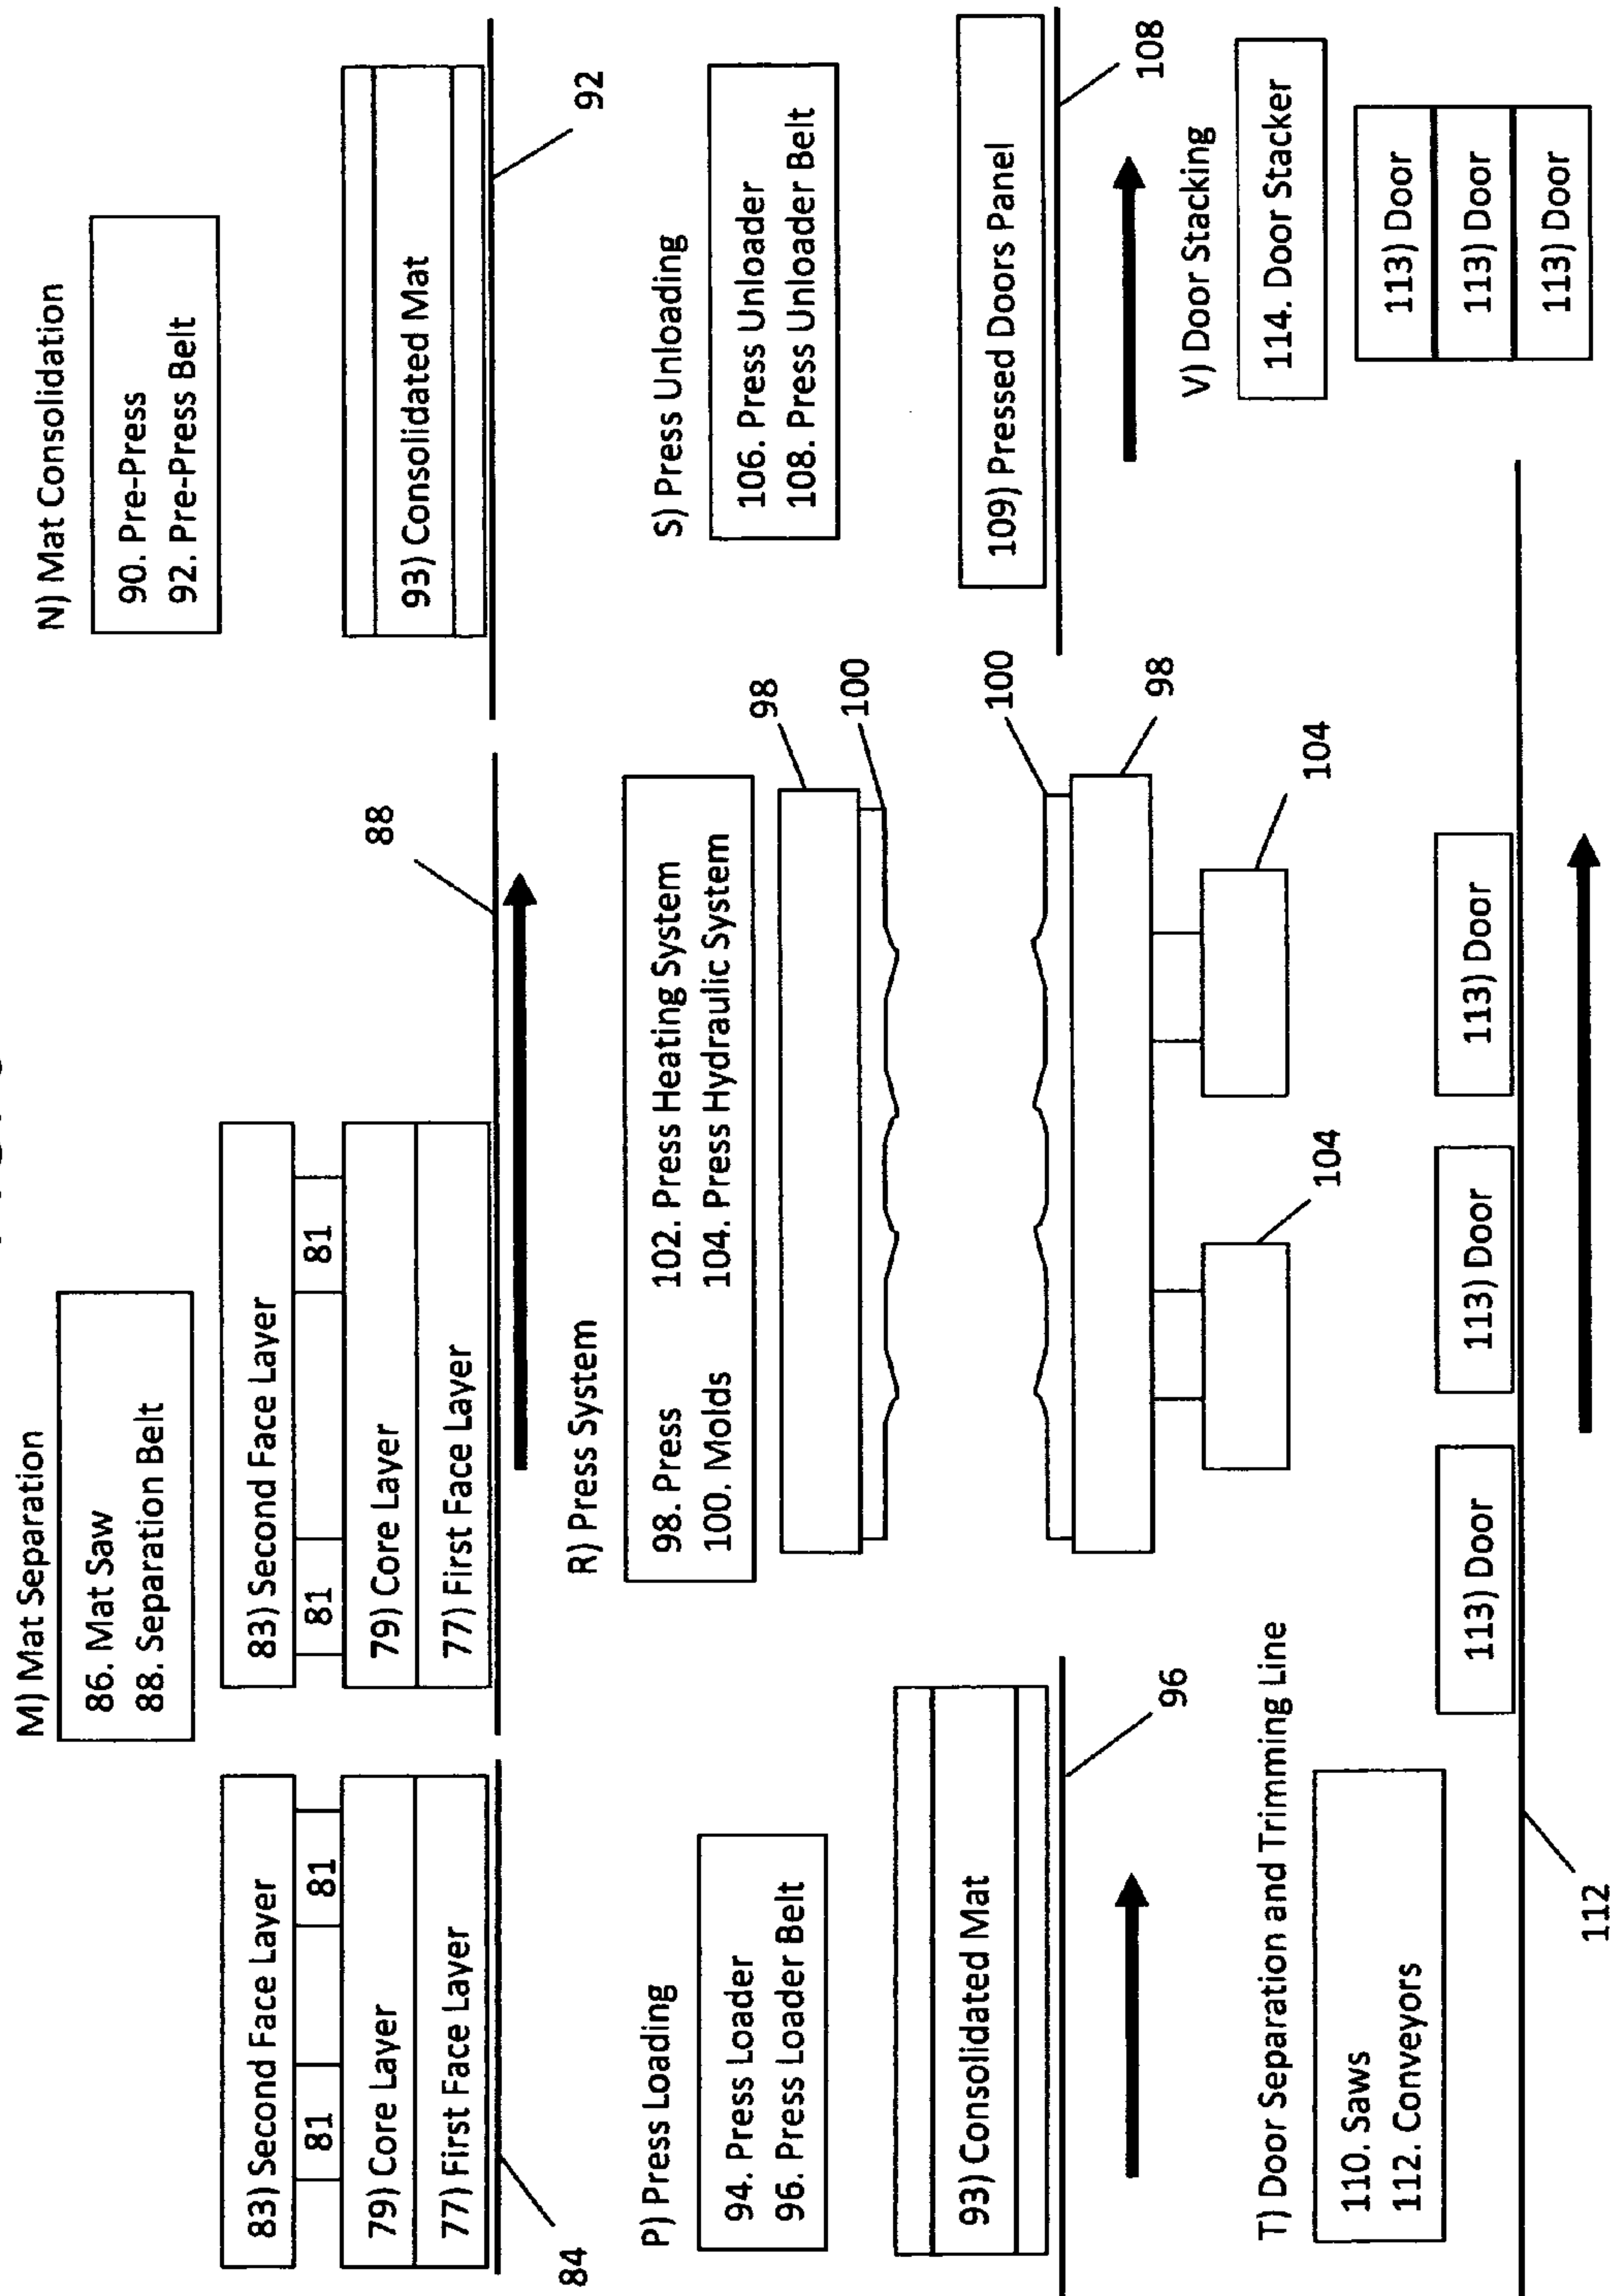 M) Mat Separation
86. Mat Saw
88. Separation Belt
83) Second Face Layer
81
81
79) Core Layer
77) First Face Layer
84
83) Second Face Layer
81
81
79) Core Layer
77) First Face Layer
88
N) Mat Consolidation
90. Pre-Press
92. Pre-Press Belt
93) Consolidated Mat
92
P) Press Loading
94. Press Loader
96. Press Loader Belt
93) Consolidated Mat
96
R) Press System
98. Press 102. Press Heating System
100. Molds 104. Press Hydraulic System
98
100
100
98
104
104
S) Press Unloading
106. Press Unloader
108. Press Unloader Belt
109) Pressed Doors Panel
108
T) Door Separation and Trimming Line
110. Saws
112. Conveyors
113) Door
113) Door
113) Door
112
V) Door Stacking
114. Door Stacker
113) Door
113) Door
113) Door